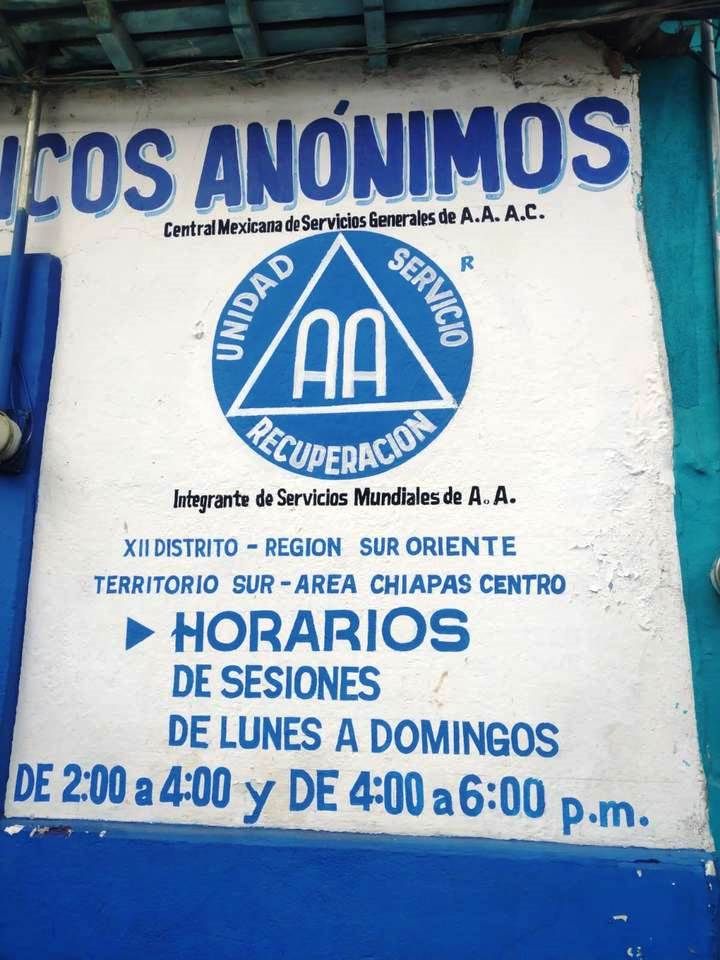 ICOS ANÓNIMOS
Central Mexicana de Servicios Generales de A.A. A.C.
UNIDAD
SERVICIO
R
AA
RECUPERACION
Integrante de Servicios Mundiales de A.A.
XII DISTRITO - REGION SUR ORIENTE
TERRITORIO SUR - AREA CHIAPAS CENTRO
HORARIOS
DE SESIONES
DE LUNES A DOMINGOS
DE 2:00 a 4:00 y DE 4:00 a 6:00 p.m.